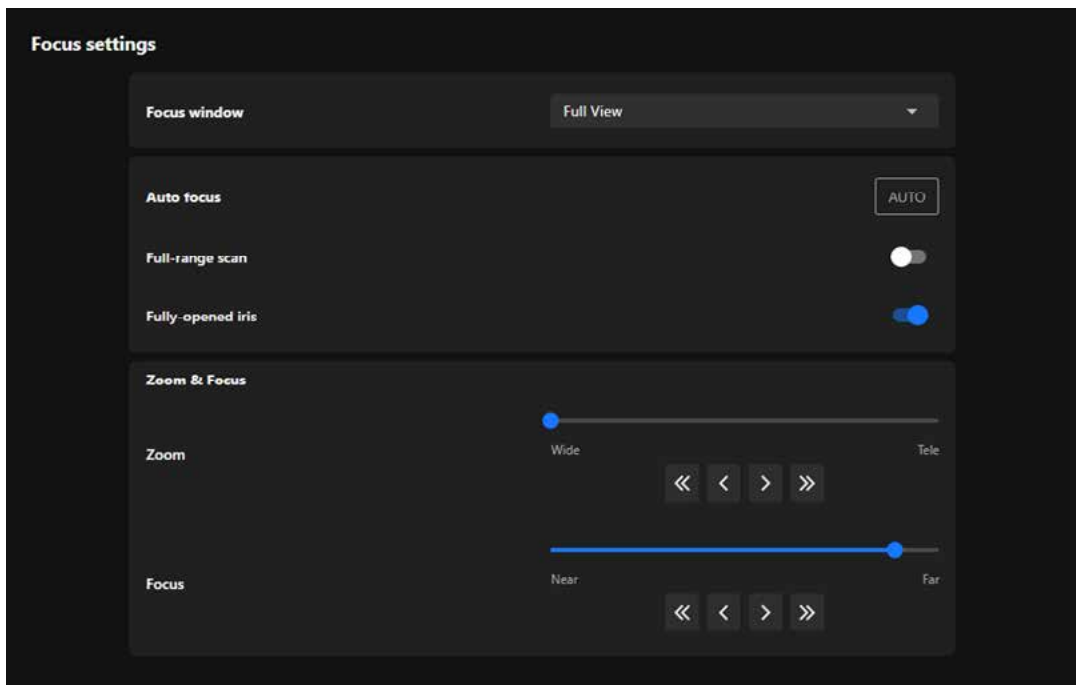 Focus settings
Focus window
Full View
Auto focus
AUTO
Full-range scan
Fully-opened iris
Zoom & Focus
Zoom
Wide
Tele
Focus
Near
Far